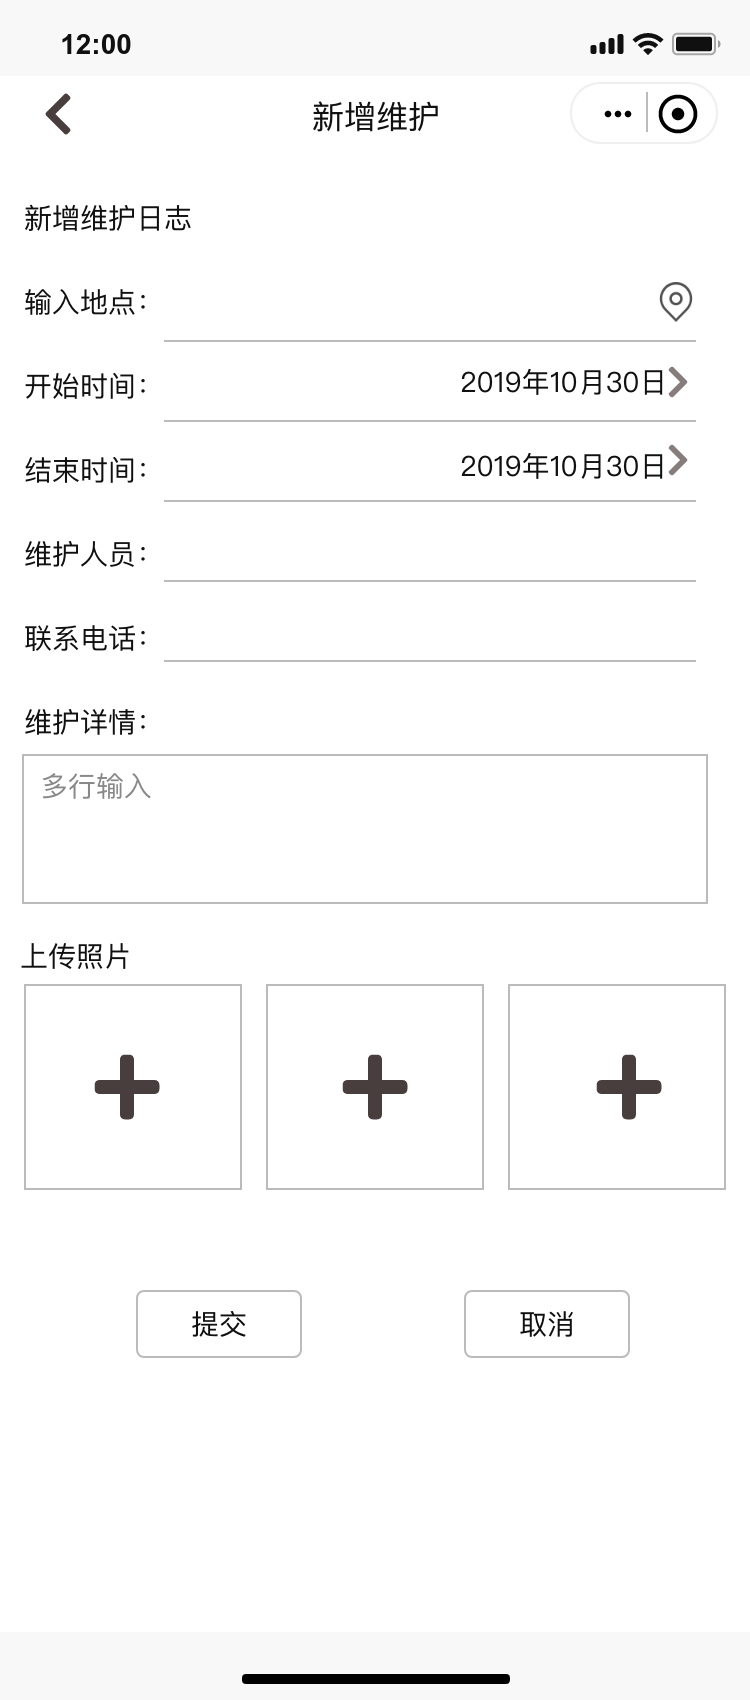 12:00
新增维护
新增维护日志
输入地点：
开始时间： 2019年10月30日
结束时间： 2019年10月30日
维护人员：
联系电话：
维护详情：
多行输入
上传照片
提交 取消